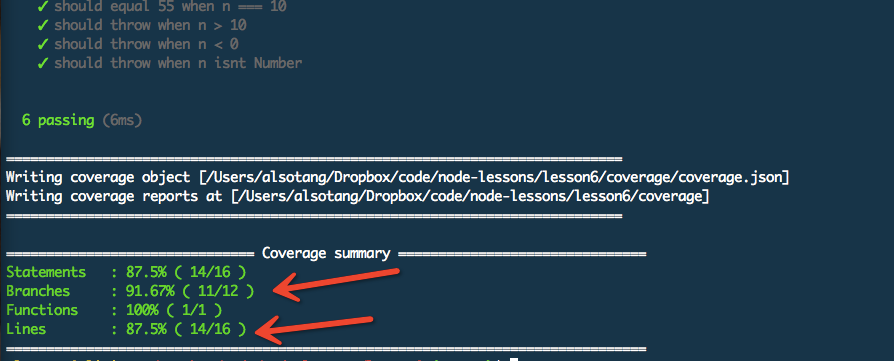 ✓ should equal 55 when n === 10
✓ should throw when n > 10
✓ should throw when n < 0
✓ should throw when n isnt Number
6 passing (6ms)
=============================================================================
Writing coverage object [/Users/alsotang/Dropbox/code/node-lessons/lesson6/coverage/coverage.json]
Writing coverage reports at [/Users/alsotang/Dropbox/code/node-lessons/lesson6/coverage]
=============================================================================
=============================== Coverage summary ===============================
Statements   : 87.5% ( 14/16 )
Branches     : 91.67% ( 11/12 )
Functions    : 100% ( 1/1 )
Lines        : 87.5% ( 14/16 )
================================================================================